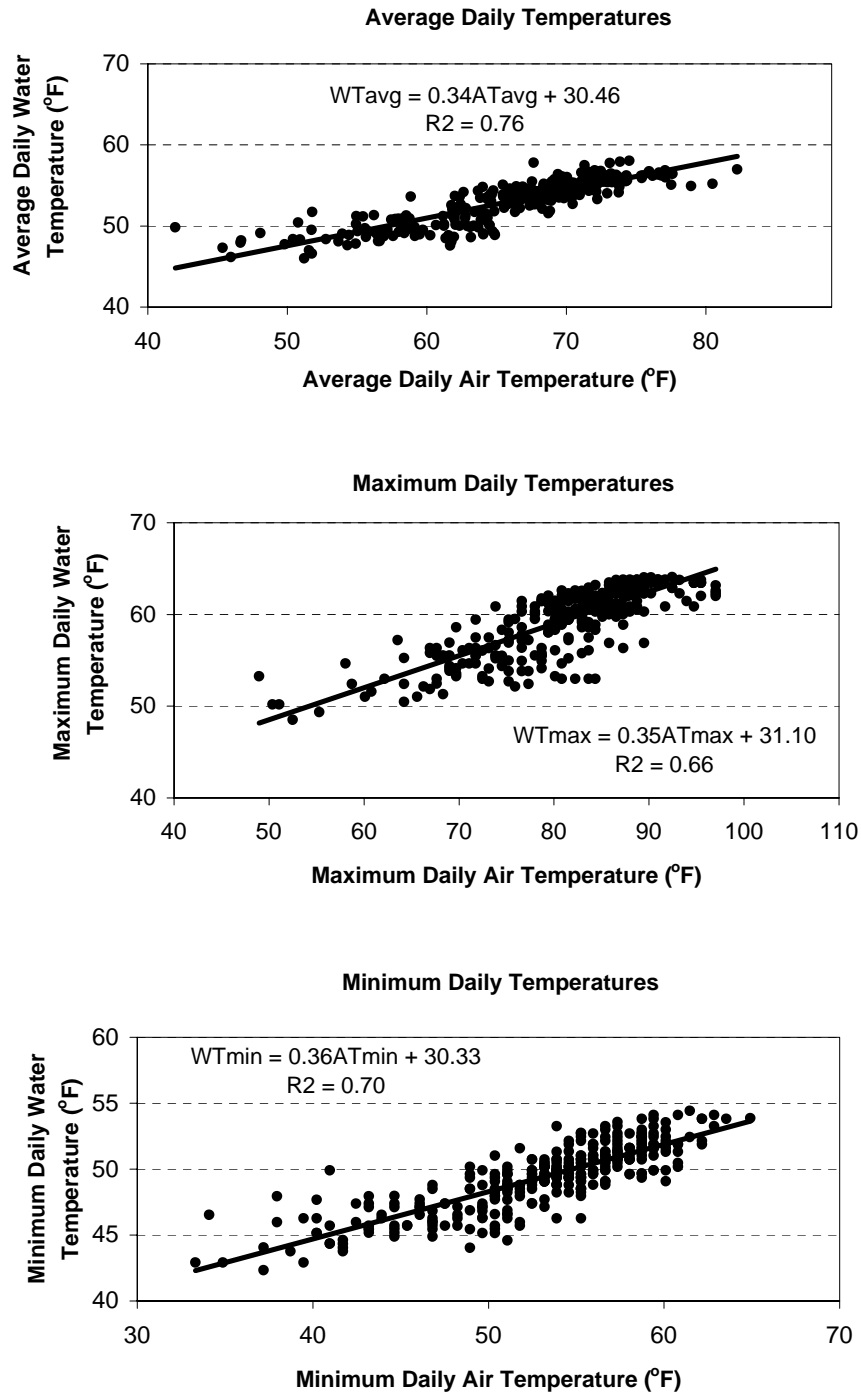 Average Daily Temperatures
Average Daily Water
Temperature (°F)
70
60
50
40
WTavg = 0.34ATavg + 30.46
R2 = 0.76
40 50 60 70 80
Average Daily Air Temperature (°F)
Maximum Daily Temperatures
Maximum Daily Water
Temperature (°F)
70
60
50
40
WTmax = 0.35ATmax + 31.10
R2 = 0.66
40 50 60 70 80 90 100 110
Maximum Daily Air Temperature (°F)
Minimum Daily Temperatures
Minimum Daily Water
Temperature (°F)
60
55
50
45
40
WTmin = 0.36ATmin + 30.33
R2 = 0.70
30 40 50 60 70
Minimum Daily Air Temperature (°F)